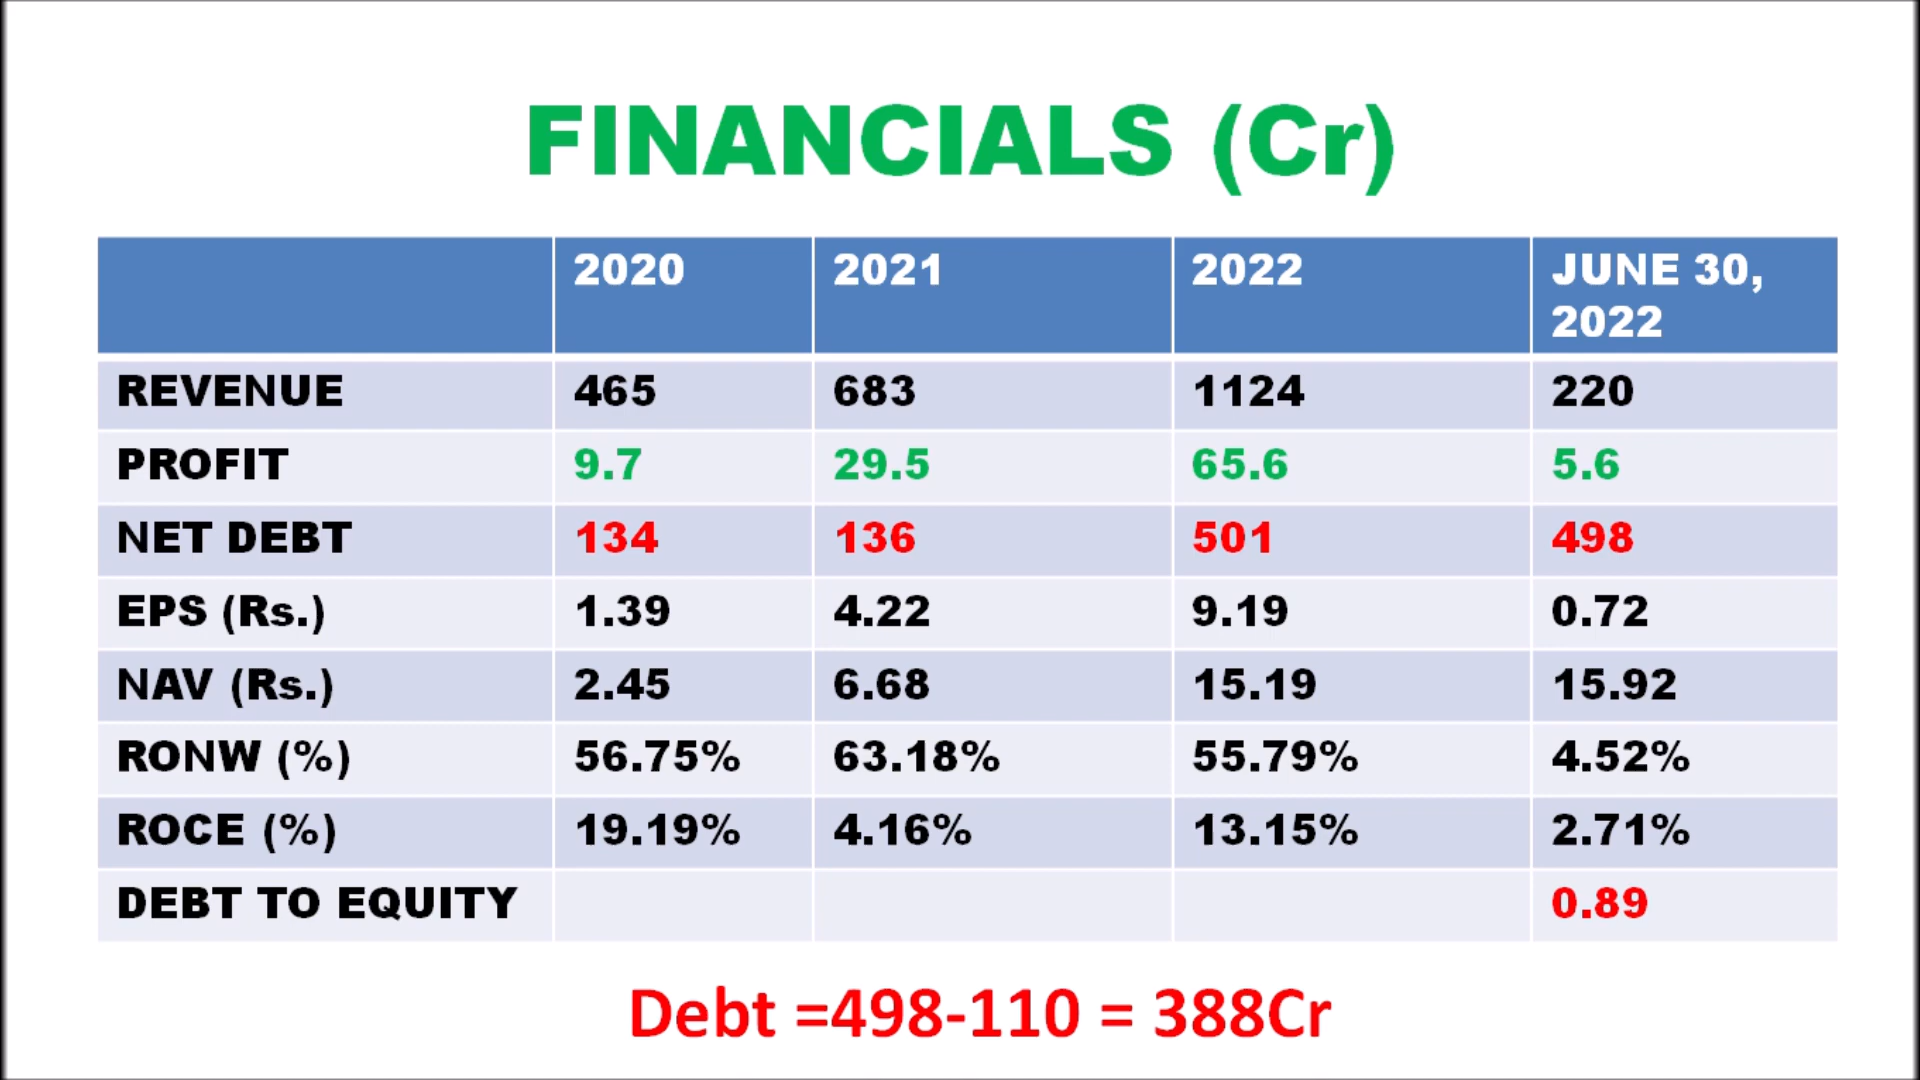 FINANCIALS (Cr)
2020 2021 2022 JUNE 30,
2022
REVENUE 465 683 1124 220
PROFIT 9.7 29.5 65.6 5.6
NET DEBT 134 136 501 498
EPS (Rs.) 1.39 4.22 9.19 0.72
NAV (Rs.) 2.45 6.68 15.19 15.92
RONW (%) 56.75% 63.18% 55.79% 4.52%
ROCE (%) 19.19% 4.16% 13.15% 2.71%
DEBT TO EQUITY 0.89
Debt =498-110 = 388Cr